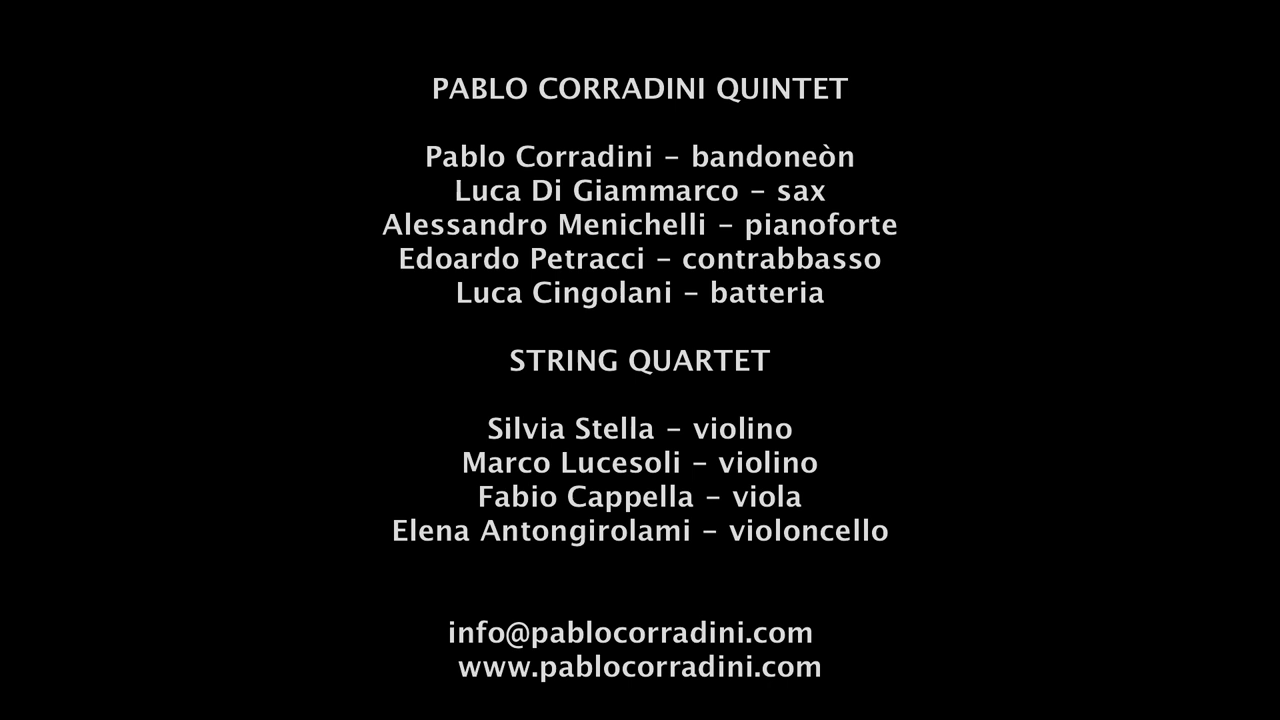 PABLO CORRADINI QUINTET
Pablo Corradini - bandoneòn
Luca Di Giammarco - sax
Alessandro Menichelli - pianoforte
Edoardo Petracci - contrabbasso
Luca Cingolani - batteria
STRING QUARTET
Silvia Stella - violino
Marco Lucesoli - violino
Fabio Cappella - viola
Elena Antongirolami - violoncello
info@pablocorradini.com
www.pablocorradini.com